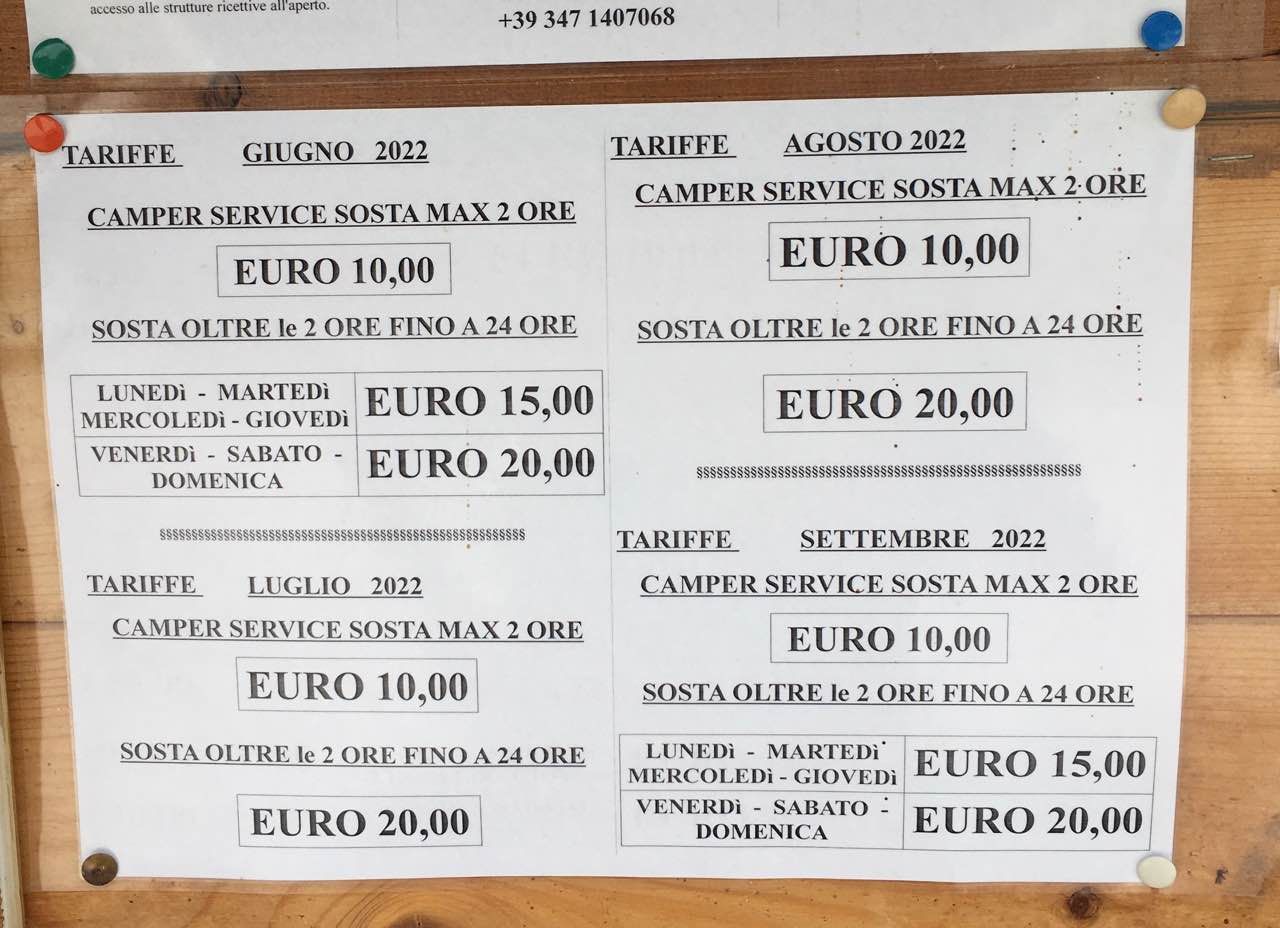 accesso alle strutture ricettive all'aperto.
+39 347 1407068
TARIFFE GIUGNO 2022
CAMPER SERVICE SOSTA MAX 2 ORE
EURO 10,00
SOSTA OLTRE le 2 ORE FINO A 24 ORE
LUNEDì - MARTEDì
MERCOLEDì - GIOVEDì
EURO 15,00
VENERDì - SABATO -
DOMENICA
EURO 20,00
§§§§§§§§§§§§§§§§§§§§§§§§§§§§§§§§§§§§§§§§§§§§§§§§§§§§§§§§§
TARIFFE LUGLIO 2022
CAMPER SERVICE SOSTA MAX 2 ORE
EURO 10,00
SOSTA OLTRE le 2 ORE FINO A 24 ORE
EURO 20,00
TARIFFE AGOSTO 2022
CAMPER SERVICE SOSTA MAX 2 ORE
EURO 10,00
SOSTA OLTRE le 2 ORE FINO A 24 ORE
EURO 20,00
§§§§§§§§§§§§§§§§§§§§§§§§§§§§§§§§§§§§§§§§§§§§§§§§§§§§§§§§§
TARIFFE SETTEMBRE 2022
CAMPER SERVICE SOSTA MAX 2 ORE
EURO 10,00
SOSTA OLTRE le 2 ORE FINO A 24 ORE
LUNEDì - MARTEDì
MERCOLEDì - GIOVEDì
EURO 15,00
VENERDì - SABATO -
DOMENICA
EURO 20,00